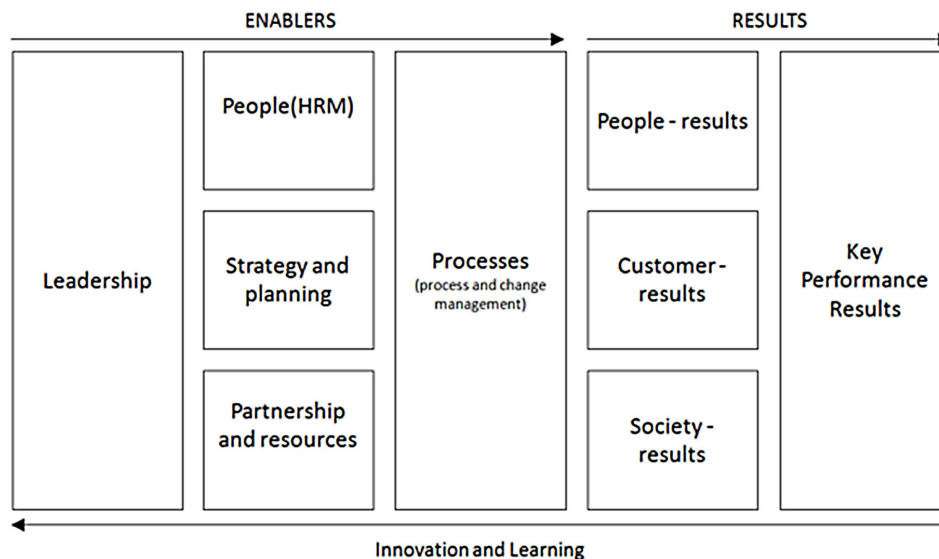 ENABLERS
RESULTS
Leadership
People(HRM)
Strategy and
planning
Partnership
and resources
Processes
(process and change
management)
People - results
Customer -
results
Society -
results
Key
Performance
Results
Innovation and Learning